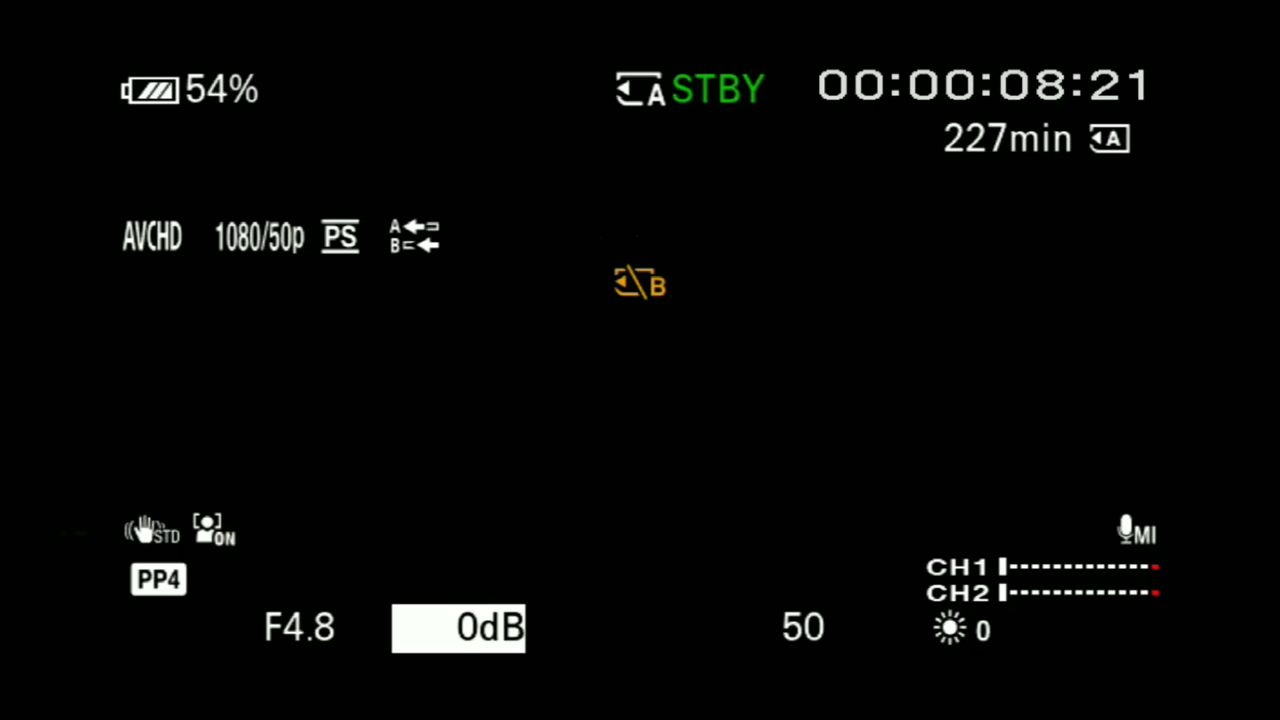 54% A STBY 00:00:08:21
227min A
AVCHD 1080/50p PS A B
B
STD ON MI
PP4
CH1
CH2
F4.8 0dB 50 0